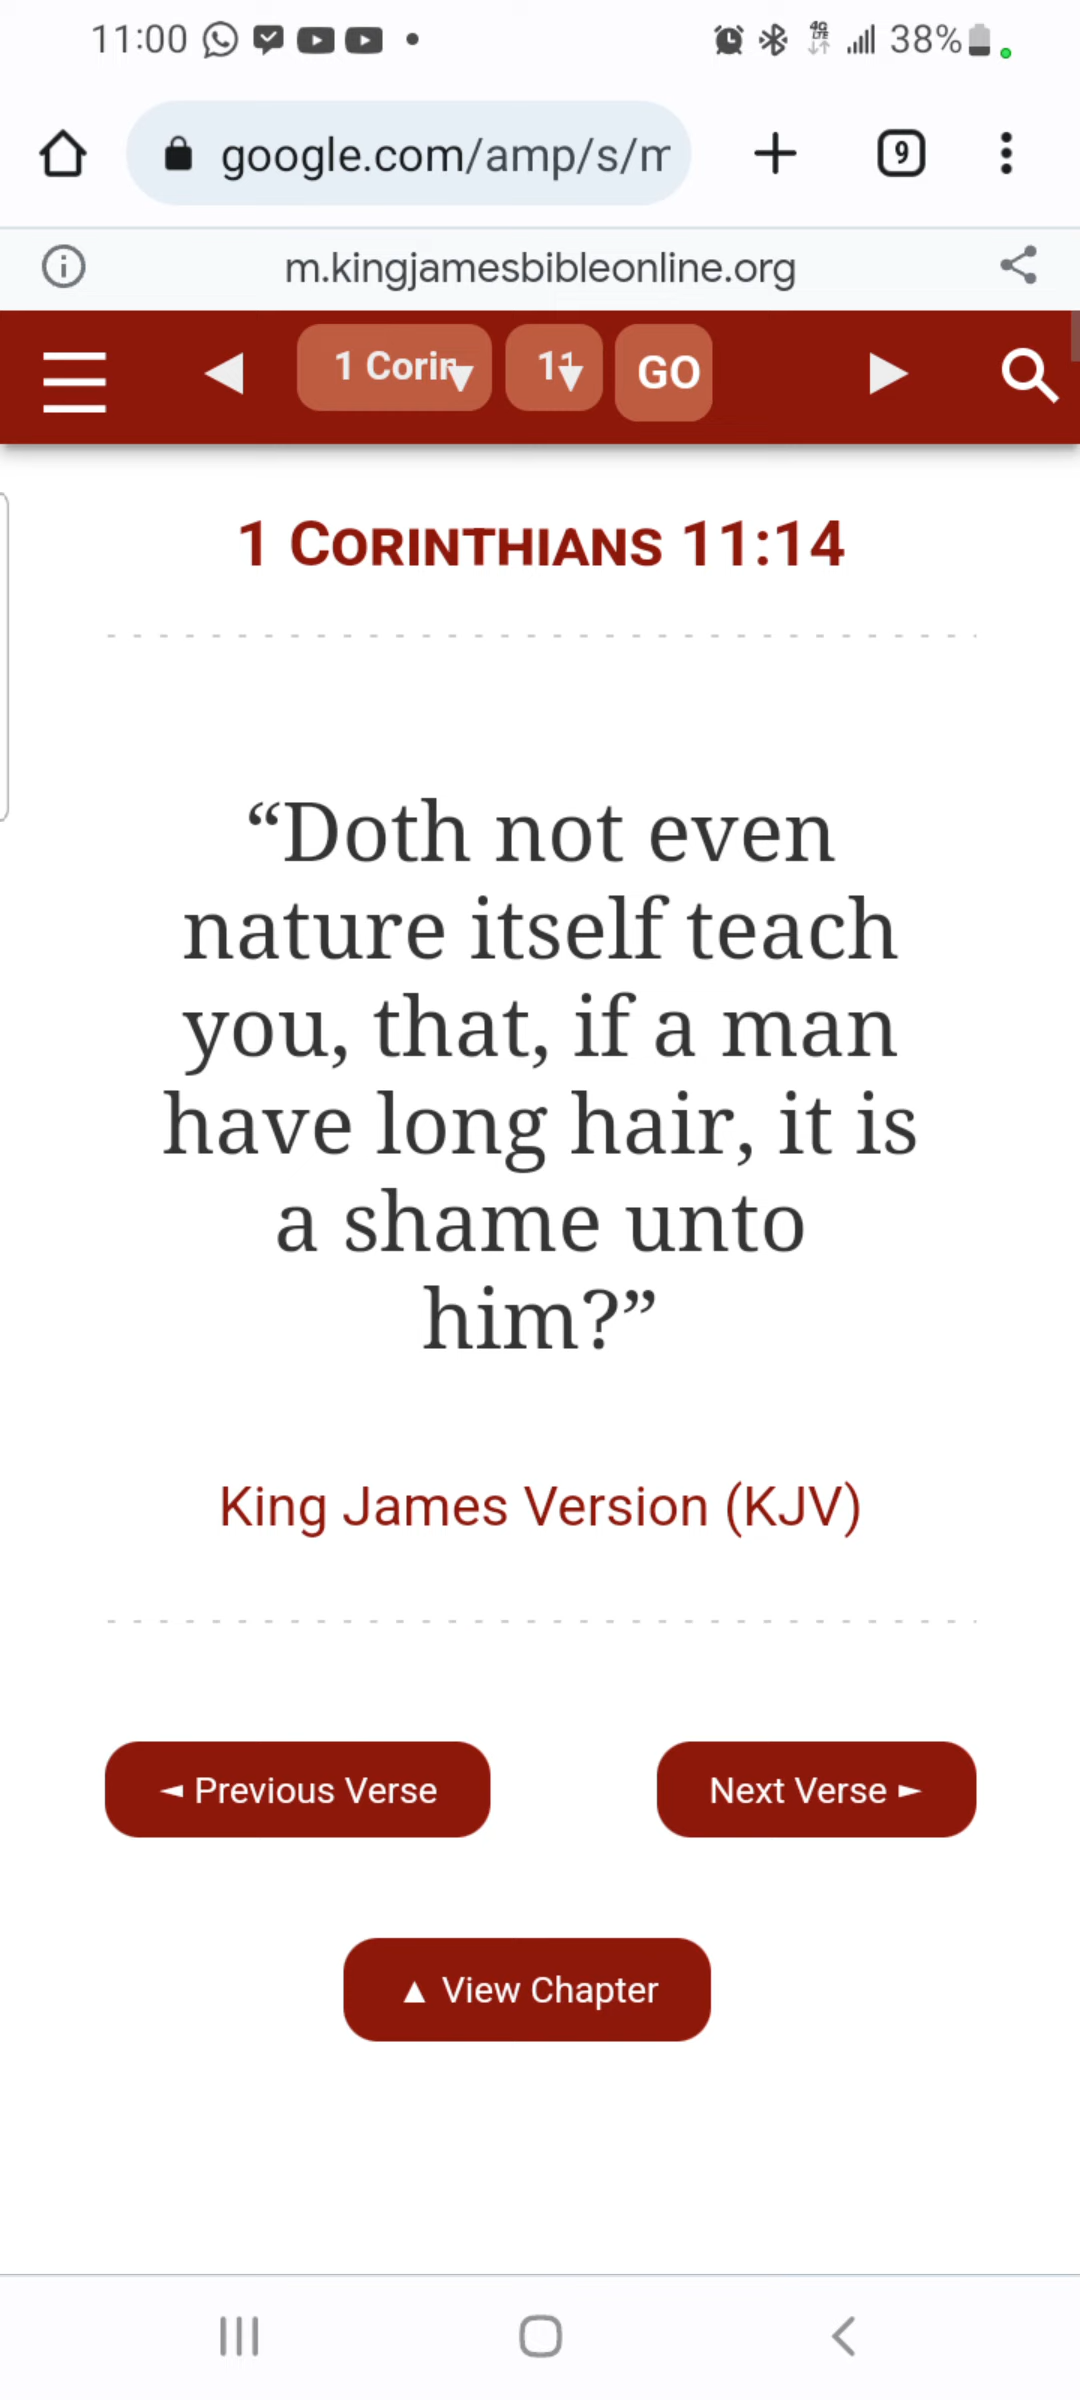 11:00 4G LTE 38%
google.com/amp/s/m 9
m.kingjamesbibleonline.org
1 Corin 11 GO
1 CORINTHIANS 11:14
“Doth not even
nature itself teach
you, that, if a man
have long hair, it is
a shame unto
him?”
King James Version (KJV)
◄ Previous Verse Next Verse ►
▲ View Chapter